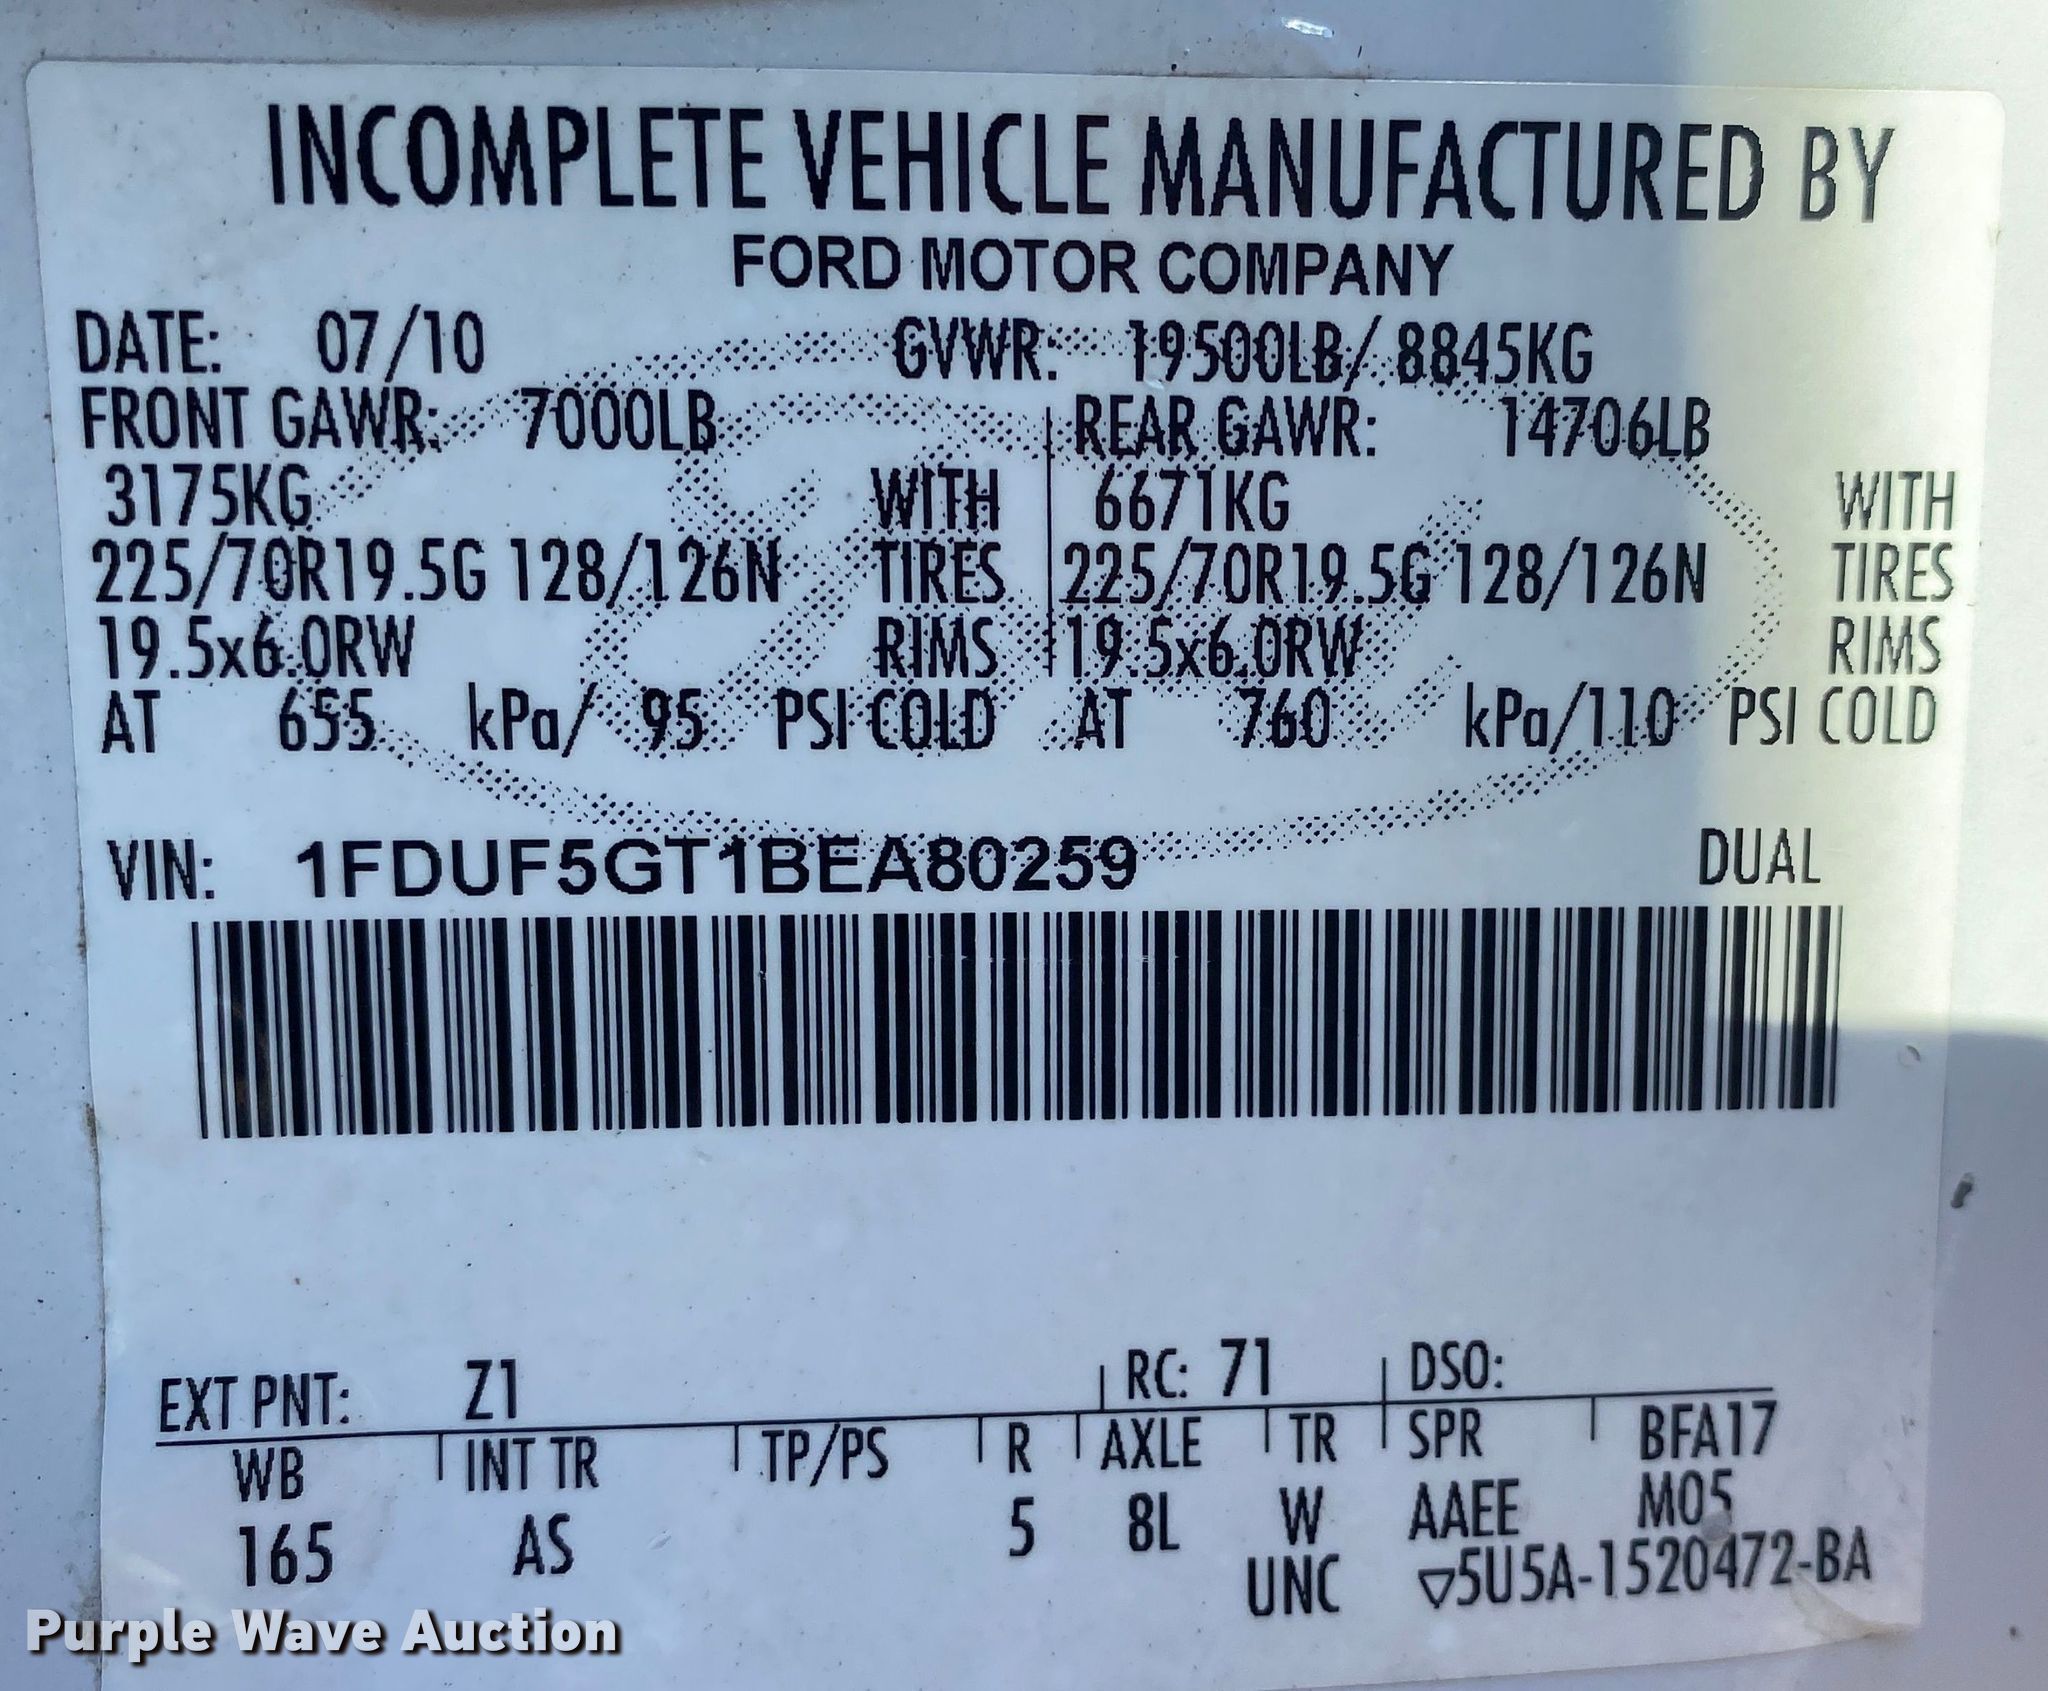 INCOMPLETE VEHICLE MANUFACTURED BY
FORD MOTOR COMPANY
DATE: 07/10 GVWR: 19500LB/ 8845KG
FRONT GAWR: 7000LB REAR GAWR: 14706LB
3175KG WITH 6671KG WITH
225/70R19.5G 128/126N TIRES 225/70R19.5G 128/126N TIRES
19.5x6.0RW RIMS 19.5x6.0RW RIMS
AT 655 kPa/ 95 PSI COLD AT 760 kPa/110 PSI COLD
VIN: 1FDUF5GT1BEA80259 DUAL
EXT PNT: Z1 RC: 71 DSO:
WB INT TR TP/PS R AXLE TR SPR BFA17
165 AS 5 8L W AAEE M05
UNC ▽5U5A-1520472-BA
Purple Wave Auction